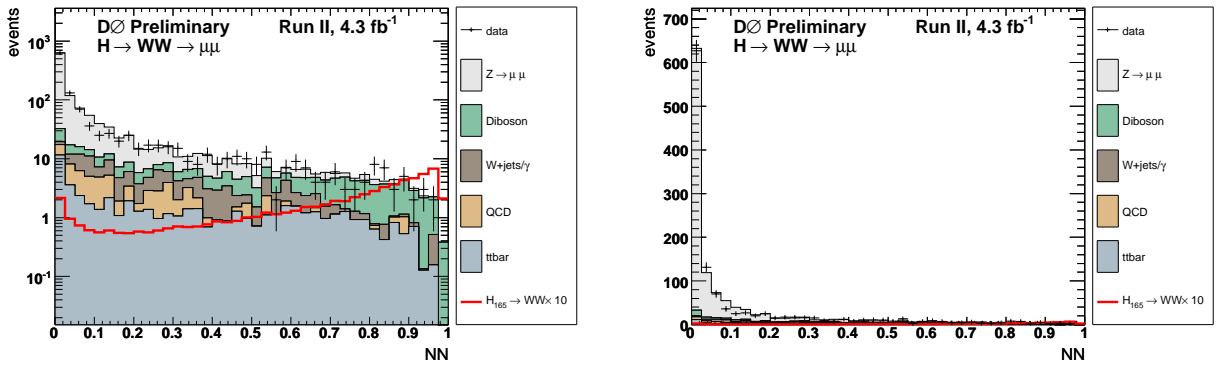 DØ Preliminary Run II, 4.3 fb⁻¹
H → WW → μμ
events
10³
10²
10
1
10⁻¹
0 0.1 0.2 0.3 0.4 0.5 0.6 0.7 0.8 0.9 1
NN
data
Z → μ μ
Diboson
W+jets/γ
QCD
ttbar
H₁₆₅ → WW× 10
DØ Preliminary Run II, 4.3 fb⁻¹
H → WW → μμ
events
700
600
500
400
300
200
100
0
0 0.1 0.2 0.3 0.4 0.5 0.6 0.7 0.8 0.9 1
NN
data
Z → μ μ
Diboson
W+jets/γ
QCD
ttbar
H₁₆₅ → WW× 10